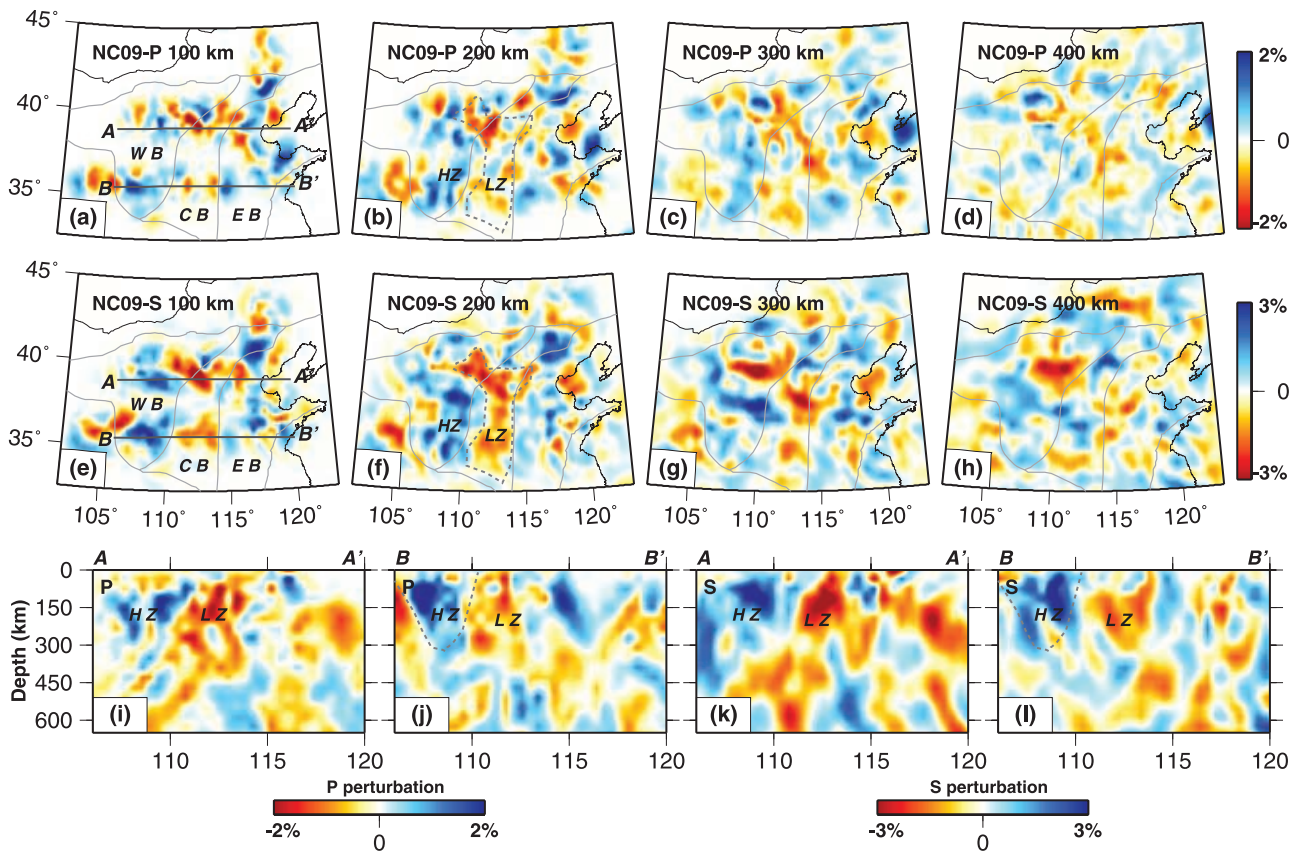 45°
40°
35°
NC09-P 100 km
A
A'
W B
B
B'
C B
E B
(a)
NC09-P 200 km
HZ
LZ
(b)
NC09-P 300 km
(c)
NC09-P 400 km
(d)
2%
0
-2%
45°
40°
35°
NC09-S 100 km
A
A'
W B
B
B'
C B
E B
(e)
NC09-S 200 km
HZ
LZ
(f)
NC09-S 300 km
(g)
NC09-S 400 km
(h)
3%
0
-3%
105° 110° 115° 120°
105° 110° 115° 120°
105° 110° 115° 120°
105° 110° 115° 120°
A A'
B B'
A A'
B B'
Depth (km)
0
150
300
450
600
P
H Z
L Z
(i)
P
H Z
L Z
(j)
S
H Z
L Z
(k)
S
H Z
L Z
(l)
110 115 120
110 115 120
110 115 120
110 115 120
P perturbation
-2% 0 2%
S perturbation
-3% 0 3%